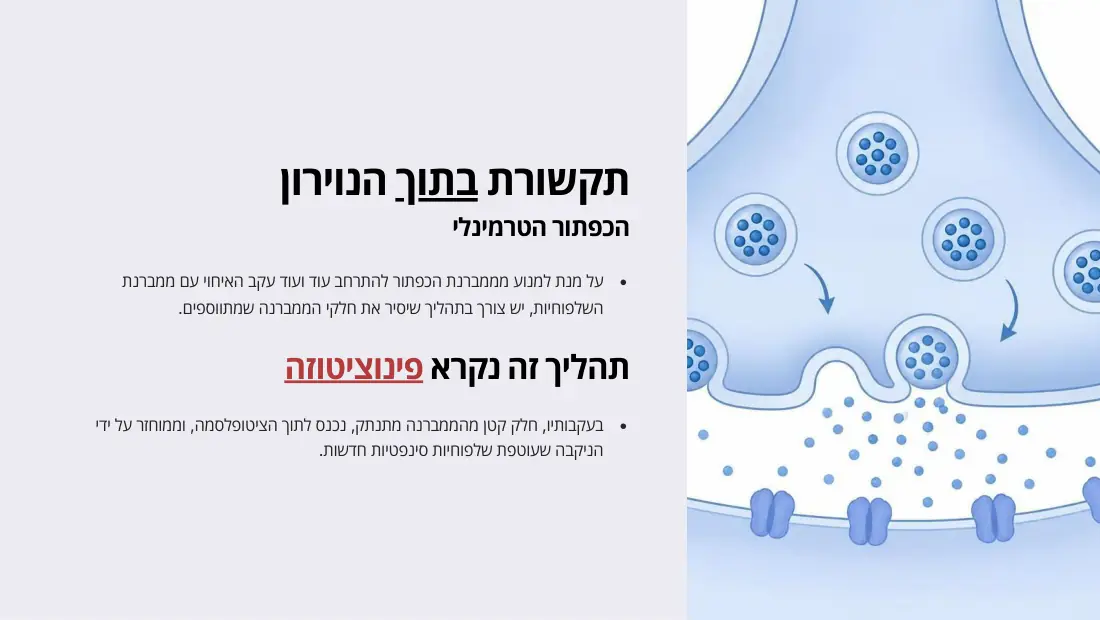 תקשורת בתוך הנוירון
הכפתור הטרמינלי
• על מנת למנוע מממברנת הכפתור להתרחב עוד ועוד עקב האיחוי עם ממברנת
השלפוחיות, יש צורך בתהליך שיסיר את חלקי הממברנה שמתווספים.
תהליך זה נקרא פינוציטוזה
• בעקבותיו, חלק קטן מהממברנה מתנתק, נכנס לתוך הציטופלסמה, וממוחזר על ידי
הניקבה שעוטפת שלפוחיות סינפטיות חדשות.